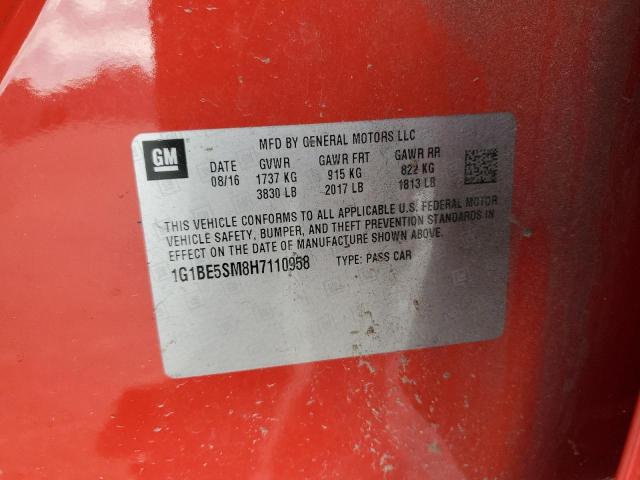 GM
MFD BY GENERAL MOTORS LLC
DATE GVWR GAWR FRT GAWR RR
08/16 1737 KG 915 KG 822 KG
3830 LB 2017 LB 1813 LB
THIS VEHICLE CONFORMS TO ALL APPLICABLE U.S. FEDERAL MOTOR
VEHICLE SAFETY, BUMPER, AND THEFT PREVENTION STANDARDS IN
EFFECT ON THE DATE OF MANUFACTURE SHOWN ABOVE.
1G1BE5SM8H7110958 TYPE: PASS CAR